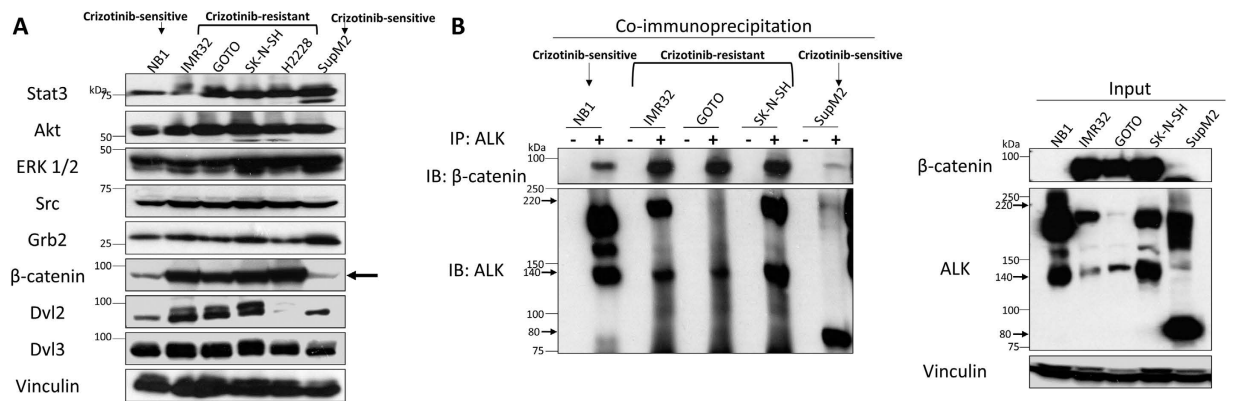 A
Crizotinib-sensitive
Crizotinib-resistant
Crizotinib-sensitive
NB1
IMR32
GOTO
SK-N-SH
H2228
SupM2
kDa
Stat3
75
Akt
50
ERK 1/2
50
Src
75
Grb2
25
β-catenin
100
Dvl2
100
Dvl3
100
Vinculin
B
Co-immunoprecipitation
Crizotinib-sensitive
Crizotinib-resistant
Crizotinib-sensitive
NB1
IMR32
GOTO
SK-N-SH
SupM2
IP: ALK
- + - + - + - + - +
kDa
100
IB: β-catenin
250
220
150
IB: ALK
140
100
80
75
Input
NB1
IMR32
GOTO
SK-N-SH
SupM2
kDa
100
β-catenin
250
220
150
ALK
140
100
80
75
Vinculin